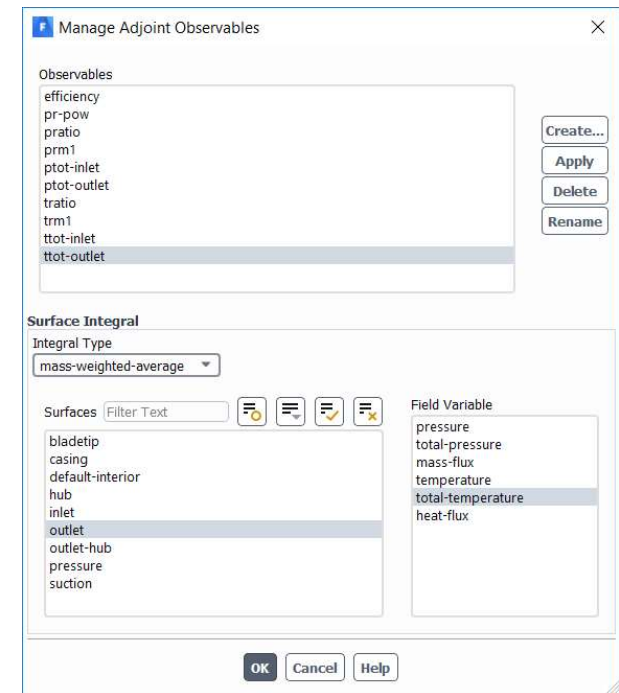 Manage Adjoint Observables
Observables
efficiency
pr-pow
pratio
prm1
ptot-inlet
ptot-outlet
tratio
trm1
ttot-inlet
ttot-outlet
Create...
Apply
Delete
Rename
Surface Integral
Integral Type
mass-weighted-average
Surfaces Filter Text
bladetip
casing
default-interior
hub
inlet
outlet
outlet-hub
pressure
suction
Field Variable
pressure
total-pressure
mass-flux
temperature
total-temperature
heat-flux
OK Cancel Help